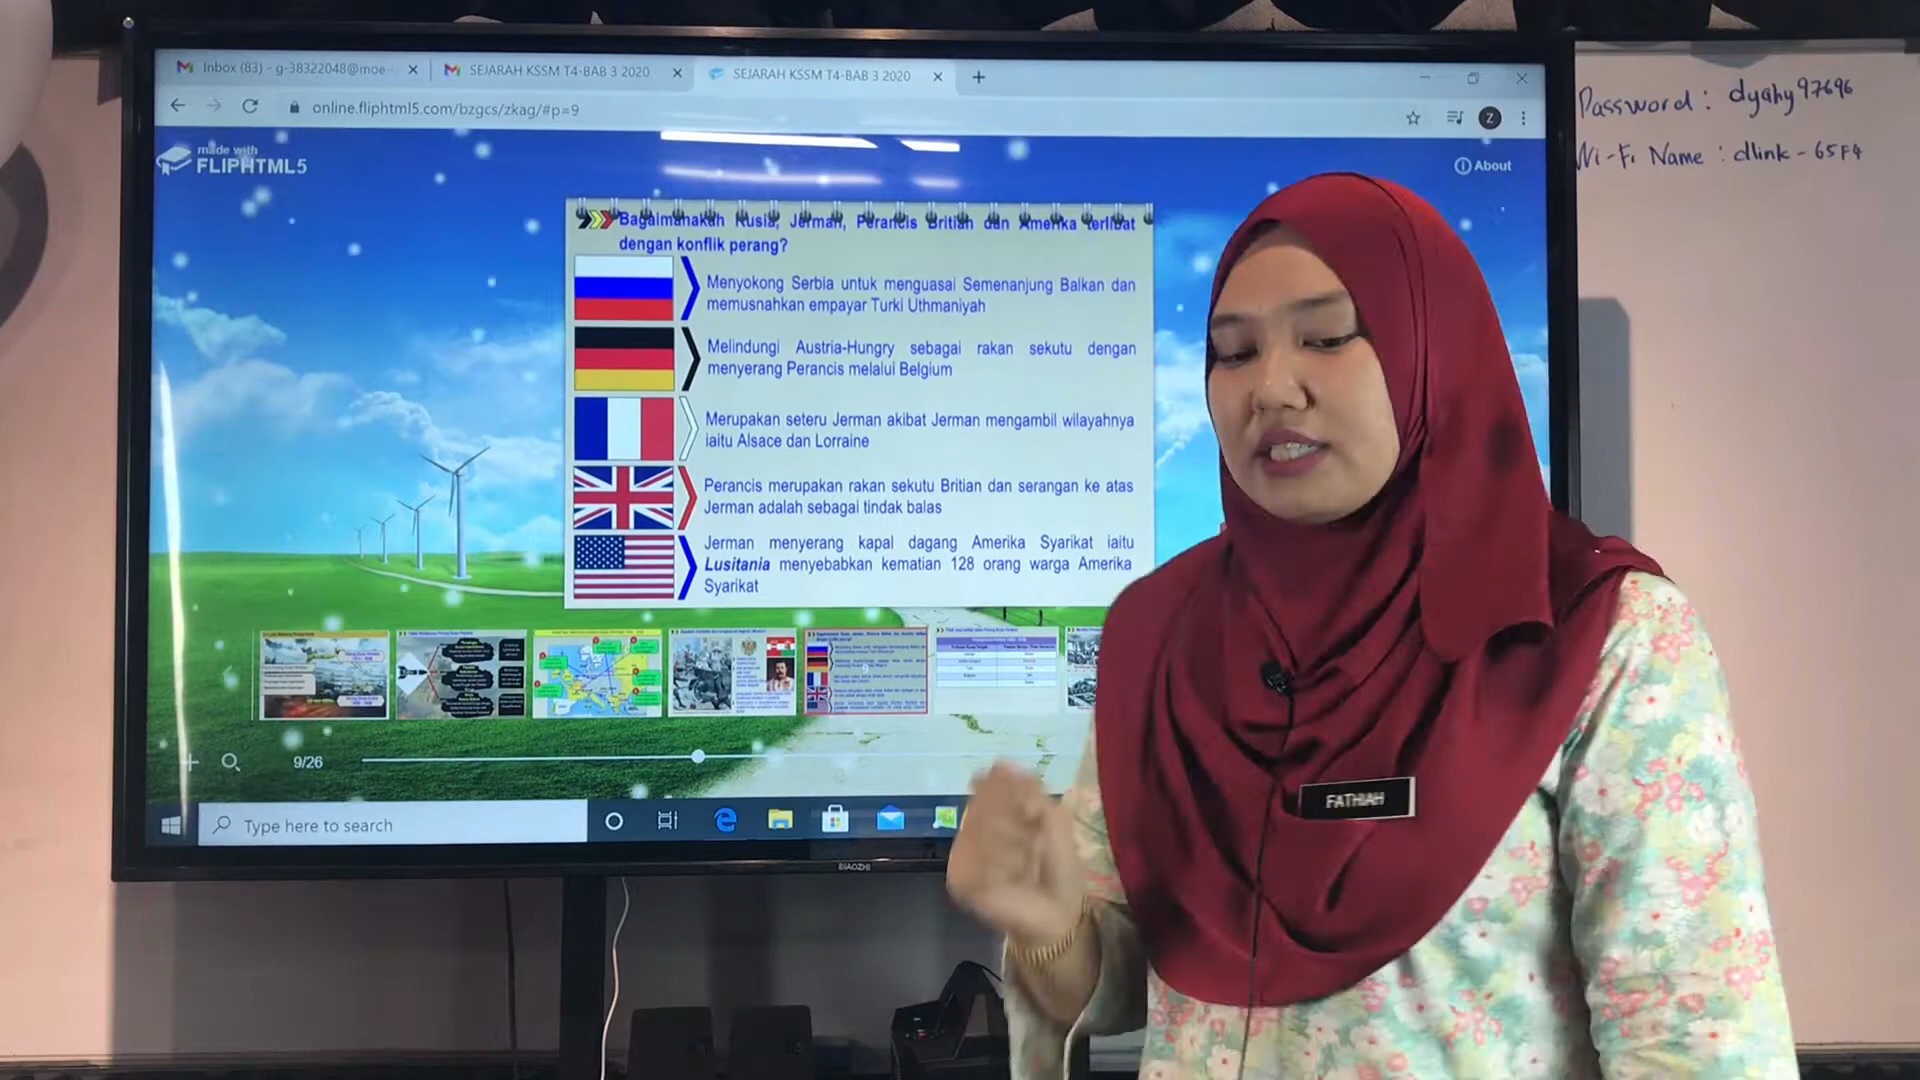 Inbox (83) - g-38322048@moe
SEJARAH KSSM T4-BAB 3 2020
SEJARAH KSSM T4-BAB 3 2020
online.fliphtml5.com/bzgcs/zkag/#p=9
Z
made with
FLIPHTML5
About
Bagaimanakah Rusia, Jerman, Perancis Britian dan Amerika terlibat
dengan konflik perang?
Menyokong Serbia untuk menguasai Semenanjung Balkan dan
memusnahkan empayar Turki Uthmaniyah
Melindungi Austria-Hungry sebagai rakan sekutu dengan
menyerang Perancis melalui Belgium
Merupakan seteru Jerman akibat Jerman mengambil wilayahnya
iaitu Alsace dan Lorraine
Perancis merupakan rakan sekutu Britian dan serangan ke atas
Jerman adalah sebagai tindak balas
Jerman menyerang kapal dagang Amerika Syarikat iaitu
Lusitania menyebabkan kematian 128 orang warga Amerika
Syarikat
9/26
Type here to search
BIAOZHI
Password : dyahy97696
Wi-Fi Name : dlink-65F4
FATHIAH